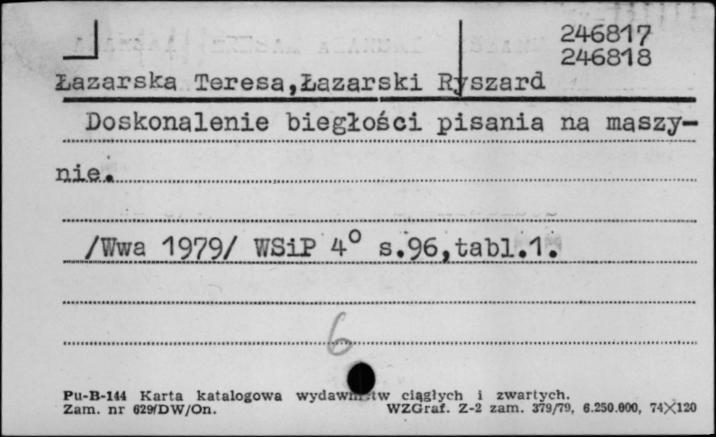 246817
246818
Łazarska Teresa,Łazarski Ryszard
Doskonalenie biegłości pisania na maszy-
nie.
/Wwa 1979/ WSiP 4° s.96,tabl.1.
6
Pu-B-144 Karta katalogowa wydawnictw ciągłych i zwartych.
Zam. nr 629/DW/On. WZGraf. Z-2 zam. 379/79, 6.250.000, 74×120